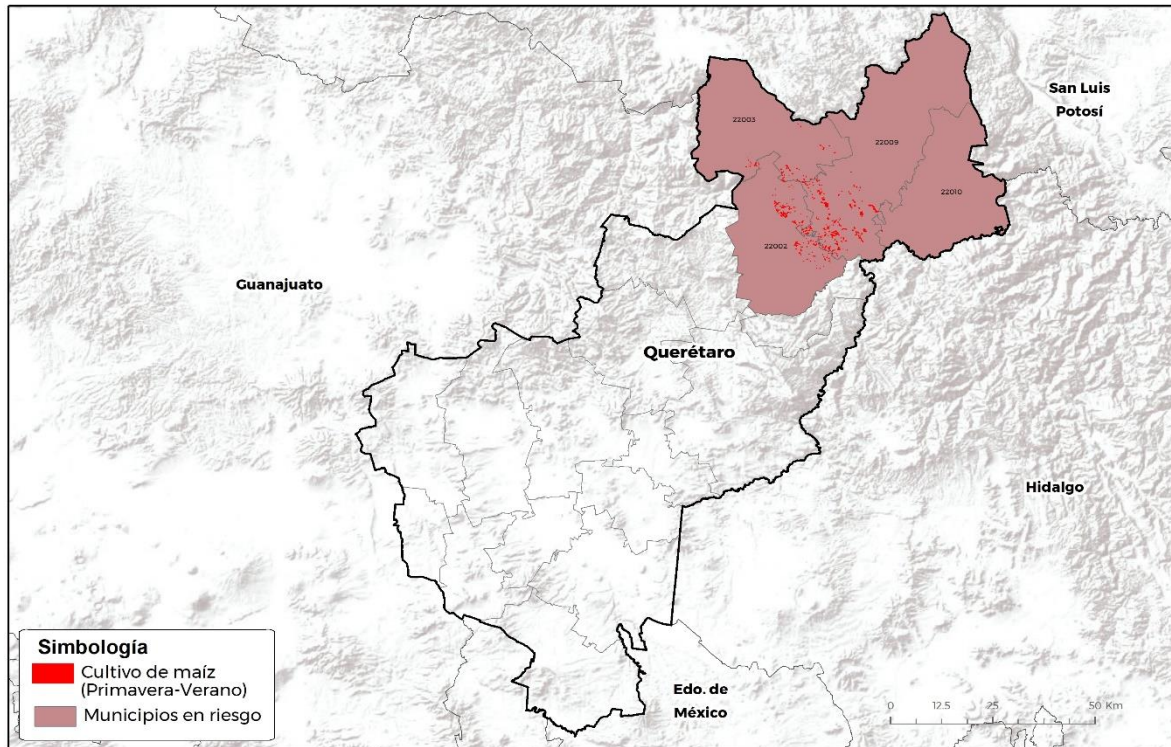 San Luis
Potosí
22003
22009
22010
22002
Guanajuato
Querétaro
Hidalgo
Edo. de
México
Simbología
Cultivo de maíz
(Primavera-Verano)
Municipios en riesgo
0 12.5 25 50 Km